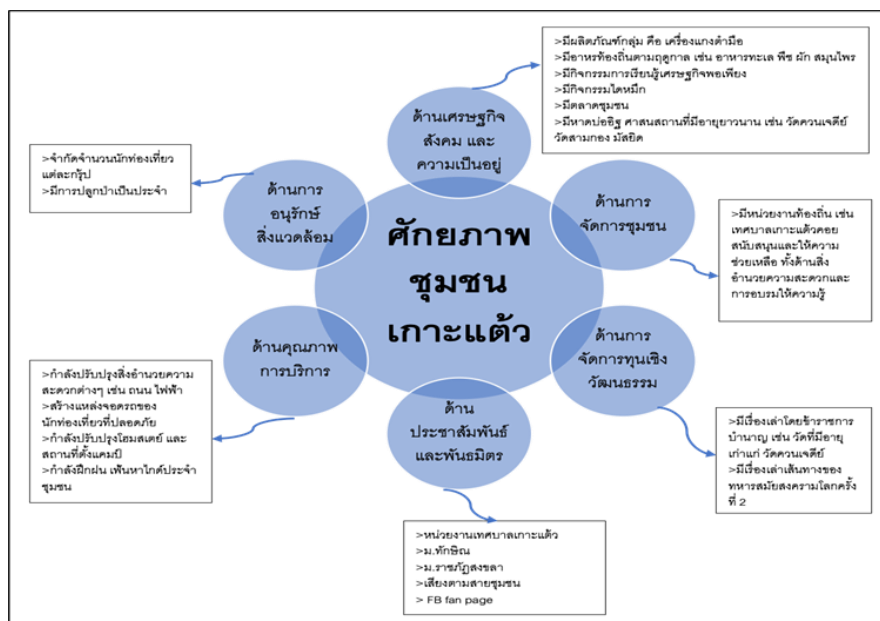 >มีผลิตภัณฑ์กลุ่ม คือ เครื่องแกงตำมือ
>มีอาหรท้องถิ่นตามฤดูกาล เช่น อาหารทะเล พืช ผัก สมุนไพร
>มีกิจกรรมการเรียนรู้เศรษฐกิจพอเพียง
>มีกิจกรรมไดหมึก
>มีตลาดชุมชน
>มีหาดบ่ออิฐ ศาสนสถานที่มีอายุยาวนาน เช่น วัดควนเจดีย์
วัดสามกอง มัสยิด
ด้านเศรษฐกิจ
สังคม และ
ความเป็นอยู่
>จำกัดจำนวนนักท่องเที่ยว
แต่ละกรุ๊ป
>มีการปลูกป่าเป็นประจำ
ด้านการ
อนุรักษ์
สิ่งแวดล้อม
ด้านการ
จัดการชุมชน
>มีหน่วยงานท้องถิ่น เช่น
เทศบาลเกาะแต้วคอย
สนับสนุนและให้ความ
ช่วยเหลือ ทั้งด้านสิ่ง
อำนวยความสะดวกและ
การอบรมให้ความรู้
ศักยภาพ
ชุมชน
เกาะแต้ว
ด้านคุณภาพ
การบริการ
ด้านการ
จัดการทุนเชิง
วัฒนธรรม
>กำลังปรับปรุงสิ่งอำนวยความ
สะดวกต่างๆ เช่น ถนน ไฟฟ้า
>สร้างแหล่งจอดรถของ
นักท่องเที่ยวที่ปลอดภัย
>กำลังปรับปรุงโฮมสเตย์ และ
สถานที่ตั้งแคมป์
>กำลังฝึกฝน เฟ้นหาไกด์ประจำ
ชุมชน
ด้าน
ประชาสัมพันธ์
และพันธมิตร
>มีเรื่องเล่าโดยข้าราชการ
บำนาญ เช่น วัดที่มีอายุ
เก่าแก่ วัดควนเจดีย์
>มีเรื่องเล่าเส้นทางของ
ทหารสมัยสงครามโลกครั้ง
ที่ 2
>หน่วยงานเทศบาลเกาะแต้ว
>ม.ทักษิณ
>ม.ราชภัฏสงขลา
>เสียงตามสายชุมชน
> FB fan page